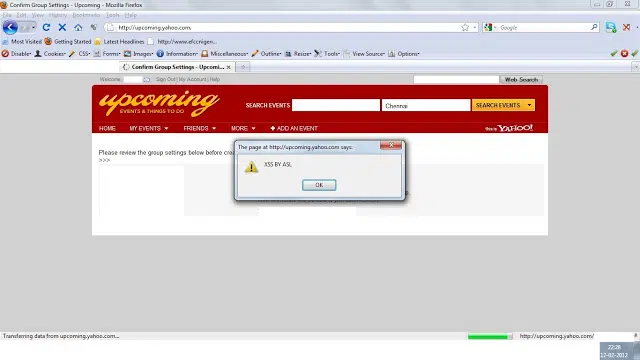 Confirm Group Settings - Upcoming - Mozilla Firefox
File Edit View History Bookmarks Tools Help
http://upcoming.yahoo.com.
Google
Most Visited Getting Started Latest Headlines http://www.efccnigeri...
Disable Cookies CSS Forms Images Information Miscellaneous Outline Resize Tools View Source Options
Confirm Group Settings - Upcomi...
Welcome, Sign Out | My Account | Help
Web Search
upcoming
EVENTS & THINGS TO DO
SEARCH EVENTS Chennai SEARCH EVENTS
HOME MY EVENTS FRIENDS MORE ADD AN EVENT
YAHOO!
The page at http://upcoming.yahoo.com says:
Please review the group settings below before
>>>
XSS BY ASL
OK
Transferring data from upcoming.yahoo.com...
http://upcoming.yahoo.com/
22:28
12-02-2012